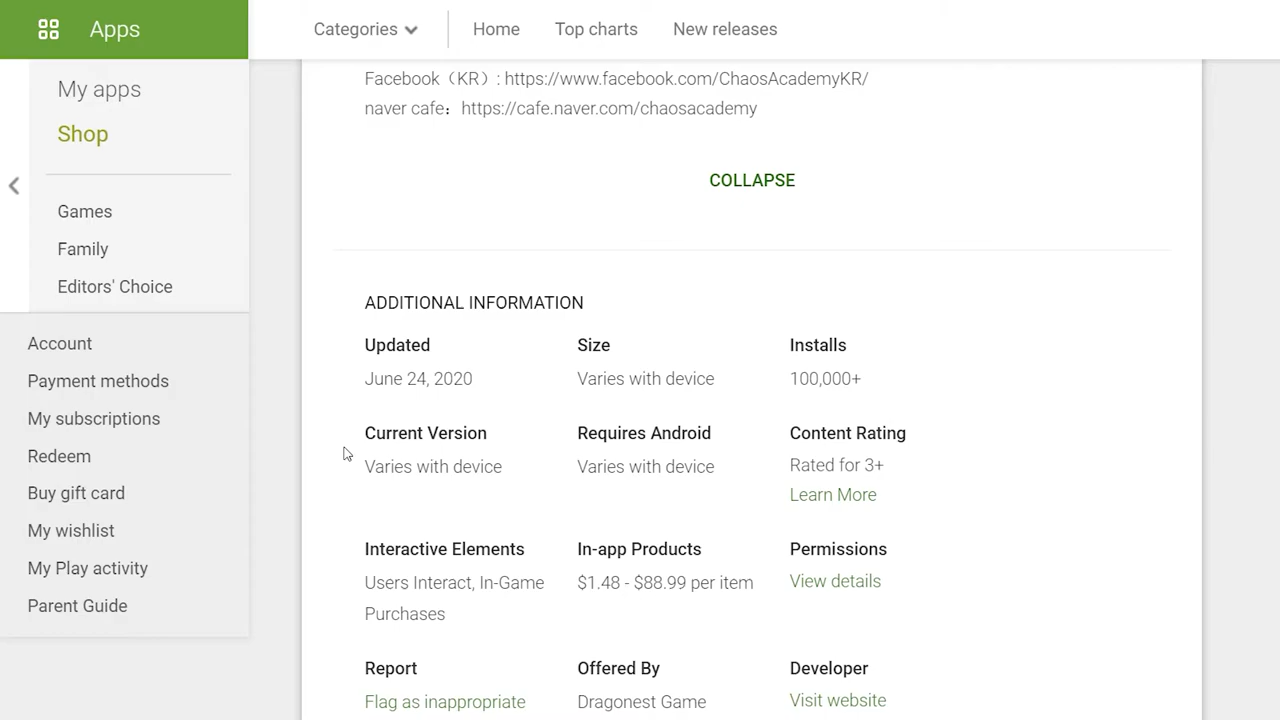 Apps
Categories
Home
Top charts
New releases
My apps
Shop
Games
Family
Editors' Choice
Account
Payment methods
My subscriptions
Redeem
Buy gift card
My wishlist
My Play activity
Parent Guide
Facebook（KR）: https://www.facebook.com/ChaosAcademyKR/
naver cafe： https://cafe.naver.com/chaosacademy
COLLAPSE
ADDITIONAL INFORMATION
Updated
June 24, 2020
Size
Varies with device
Installs
100,000+
Current Version
Varies with device
Requires Android
Varies with device
Content Rating
Rated for 3+
Learn More
Interactive Elements
Users Interact, In-Game
Purchases
In-app Products
$1.48 - $88.99 per item
Permissions
View details
Report
Flag as inappropriate
Offered By
Dragonest Game
Developer
Visit website